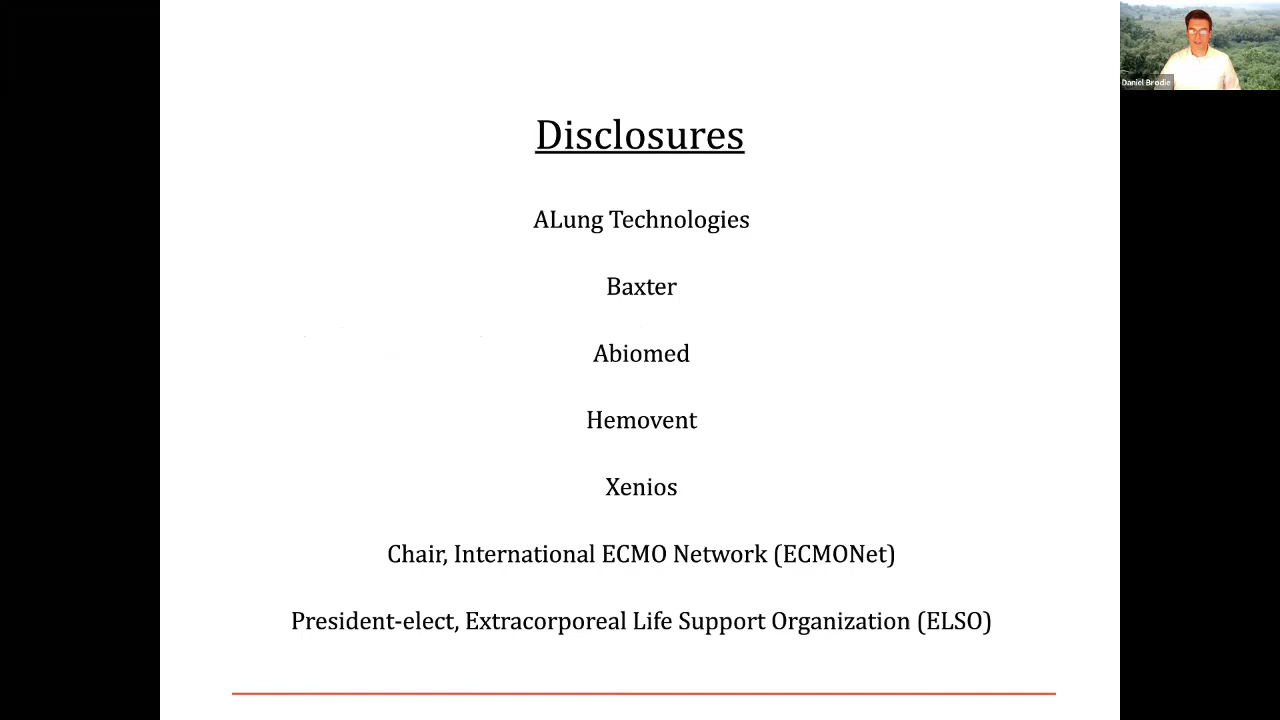 Disclosures
ALung Technologies
Baxter
Abiomed
Hemovent
Xenios
Chair, International ECMO Network (ECMONet)
President-elect, Extracorporeal Life Support Organization (ELSO)
Daniel Brodie